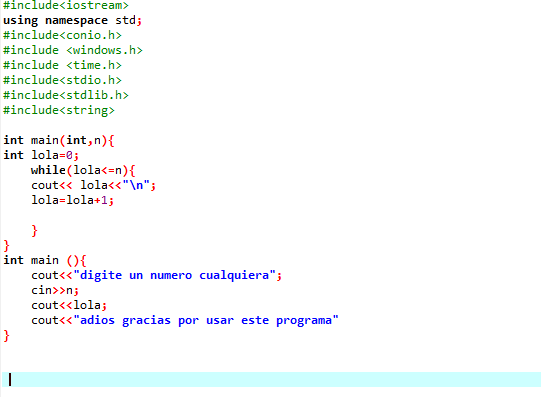 #include<iostream>
using namespace std;
#include<conio.h>
#include <windows.h>
#include <time.h>
#include<stdio.h>
#include<stdlib.h>
#include<string>
int main(int,n){
int lola=0;
while(lola<=n){
cout<< lola<<"\n";
lola=lola+1;
}
}
int main (){
cout<<"digite un numero cualquiera";
cin>>n;
cout<<lola;
cout<<"adios gracias por usar este programa"
}